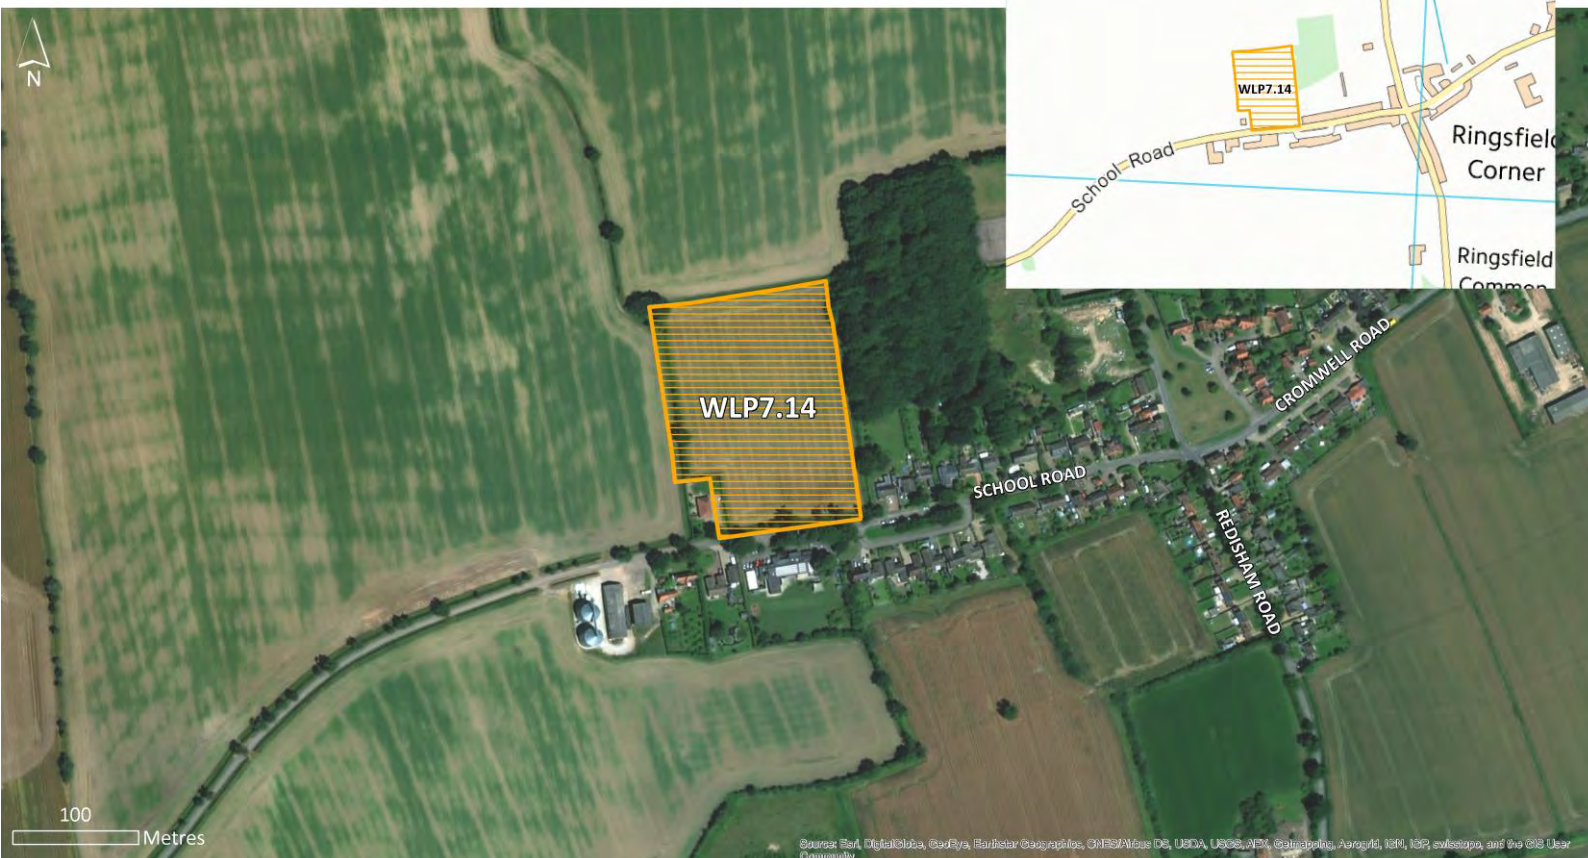 N
WLP7.14
School Road
Ringsfield
Corner
Ringsfield
Common
WLP7.14
CROMWELL ROAD
SCHOOL ROAD
REDISHAM ROAD
100
Metres
Source: Esri, DigitalGlobe, GeoEye, Earthstar Geographics, CNES/Airbus DS, USDA, USGS, AEX, Getmapping, Aerogrid, IGN, IGP, swisstopo, and the GIS User
Community